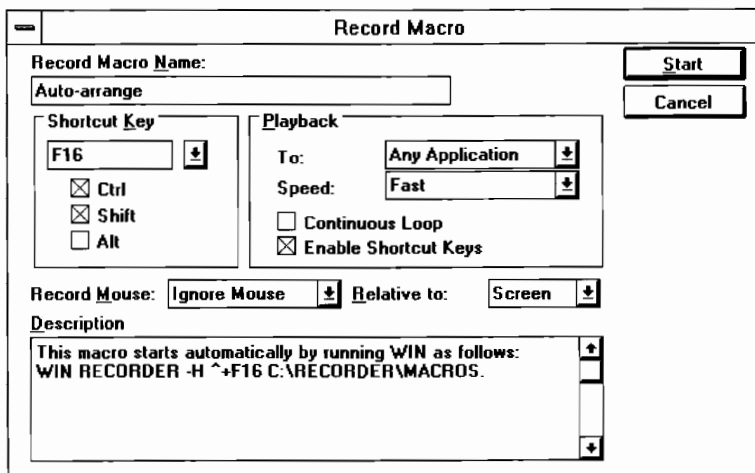 Record Macro
Record Macro Name:
Start
Auto-arrange
Cancel
Shortcut Key
F16
Ctrl
Shift
Alt
Playback
To: Any Application
Speed: Fast
Continuous Loop
Enable Shortcut Keys
Record Mouse: Ignore Mouse Relative to: Screen
Description
This macro starts automatically by running WIN as follows:
WIN RECORDER -H ^+F16 C:\RECORDER\MACROS.